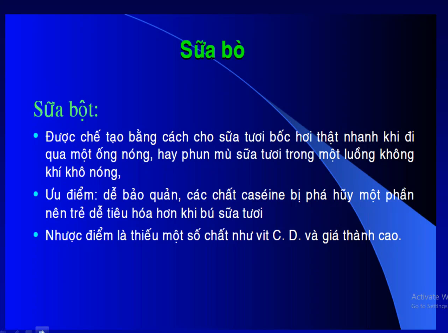 Sữa bò
Sữa bột:
Được chế tạo bằng cách cho sữa tươi bốc hơi thật nhanh khi đi
qua một ống nóng, hay phun mù sữa tươi trong một luồng không
khí khô nóng,
Ưu điểm: dễ bảo quản, các chất caséine bị phá hủy một phần
nên trẻ dễ tiêu hóa hơn khi bú sữa tươi
Nhược điểm là thiếu một số chất như vit C. D. và giá thành cao.
Activate W
Go to Settings